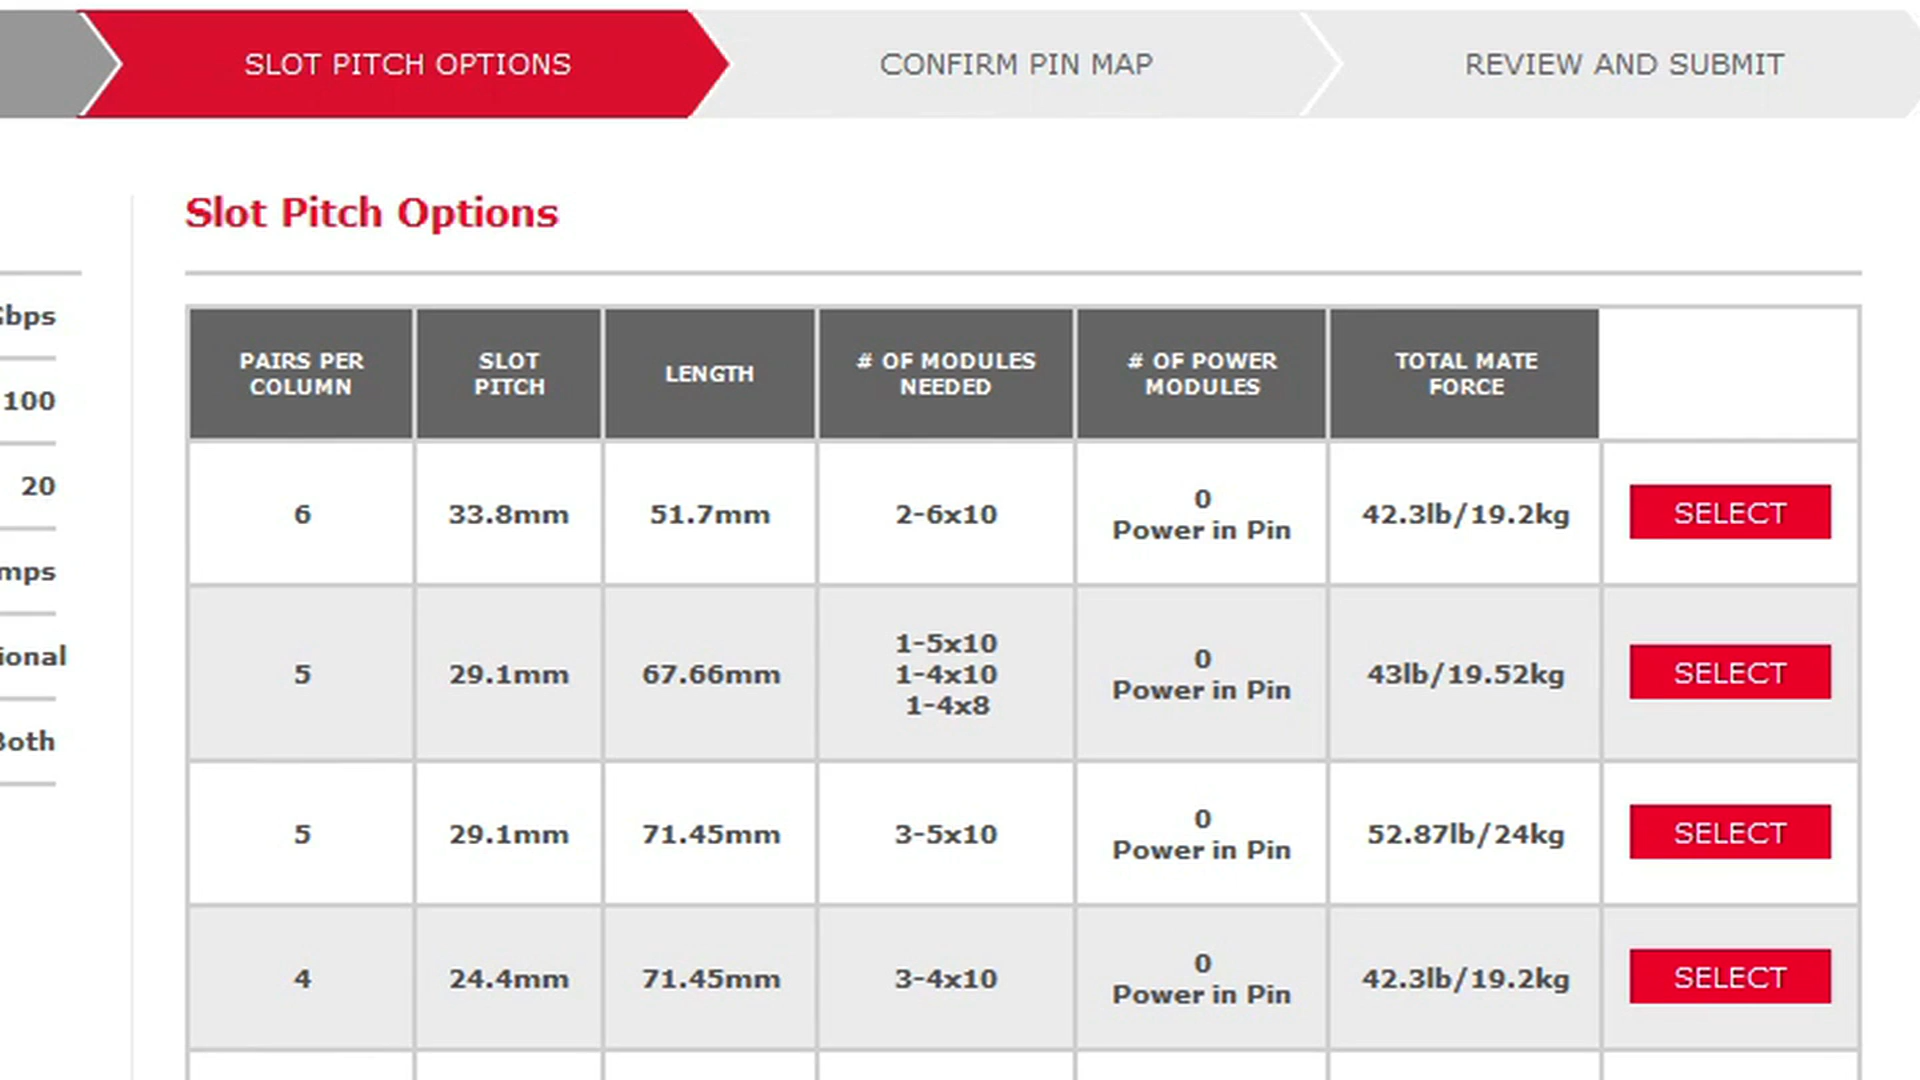 SLOT PITCH OPTIONS
CONFIRM PIN MAP
REVIEW AND SUBMIT
100
20
Slot Pitch Options
PAIRS PER
COLUMN
SLOT
PITCH
LENGTH
# OF MODULES
NEEDED
# OF POWER
MODULES
TOTAL MATE
FORCE
6
33.8mm
51.7mm
2-6x10
0
Power in Pin
42.3lb/19.2kg
SELECT
5
29.1mm
67.66mm
1-5x10
1-4x10
1-4x8
0
Power in Pin
43lb/19.52kg
SELECT
5
29.1mm
71.45mm
3-5x10
0
Power in Pin
52.87lb/24kg
SELECT
4
24.4mm
71.45mm
3-4x10
0
Power in Pin
42.3lb/19.2kg
SELECT